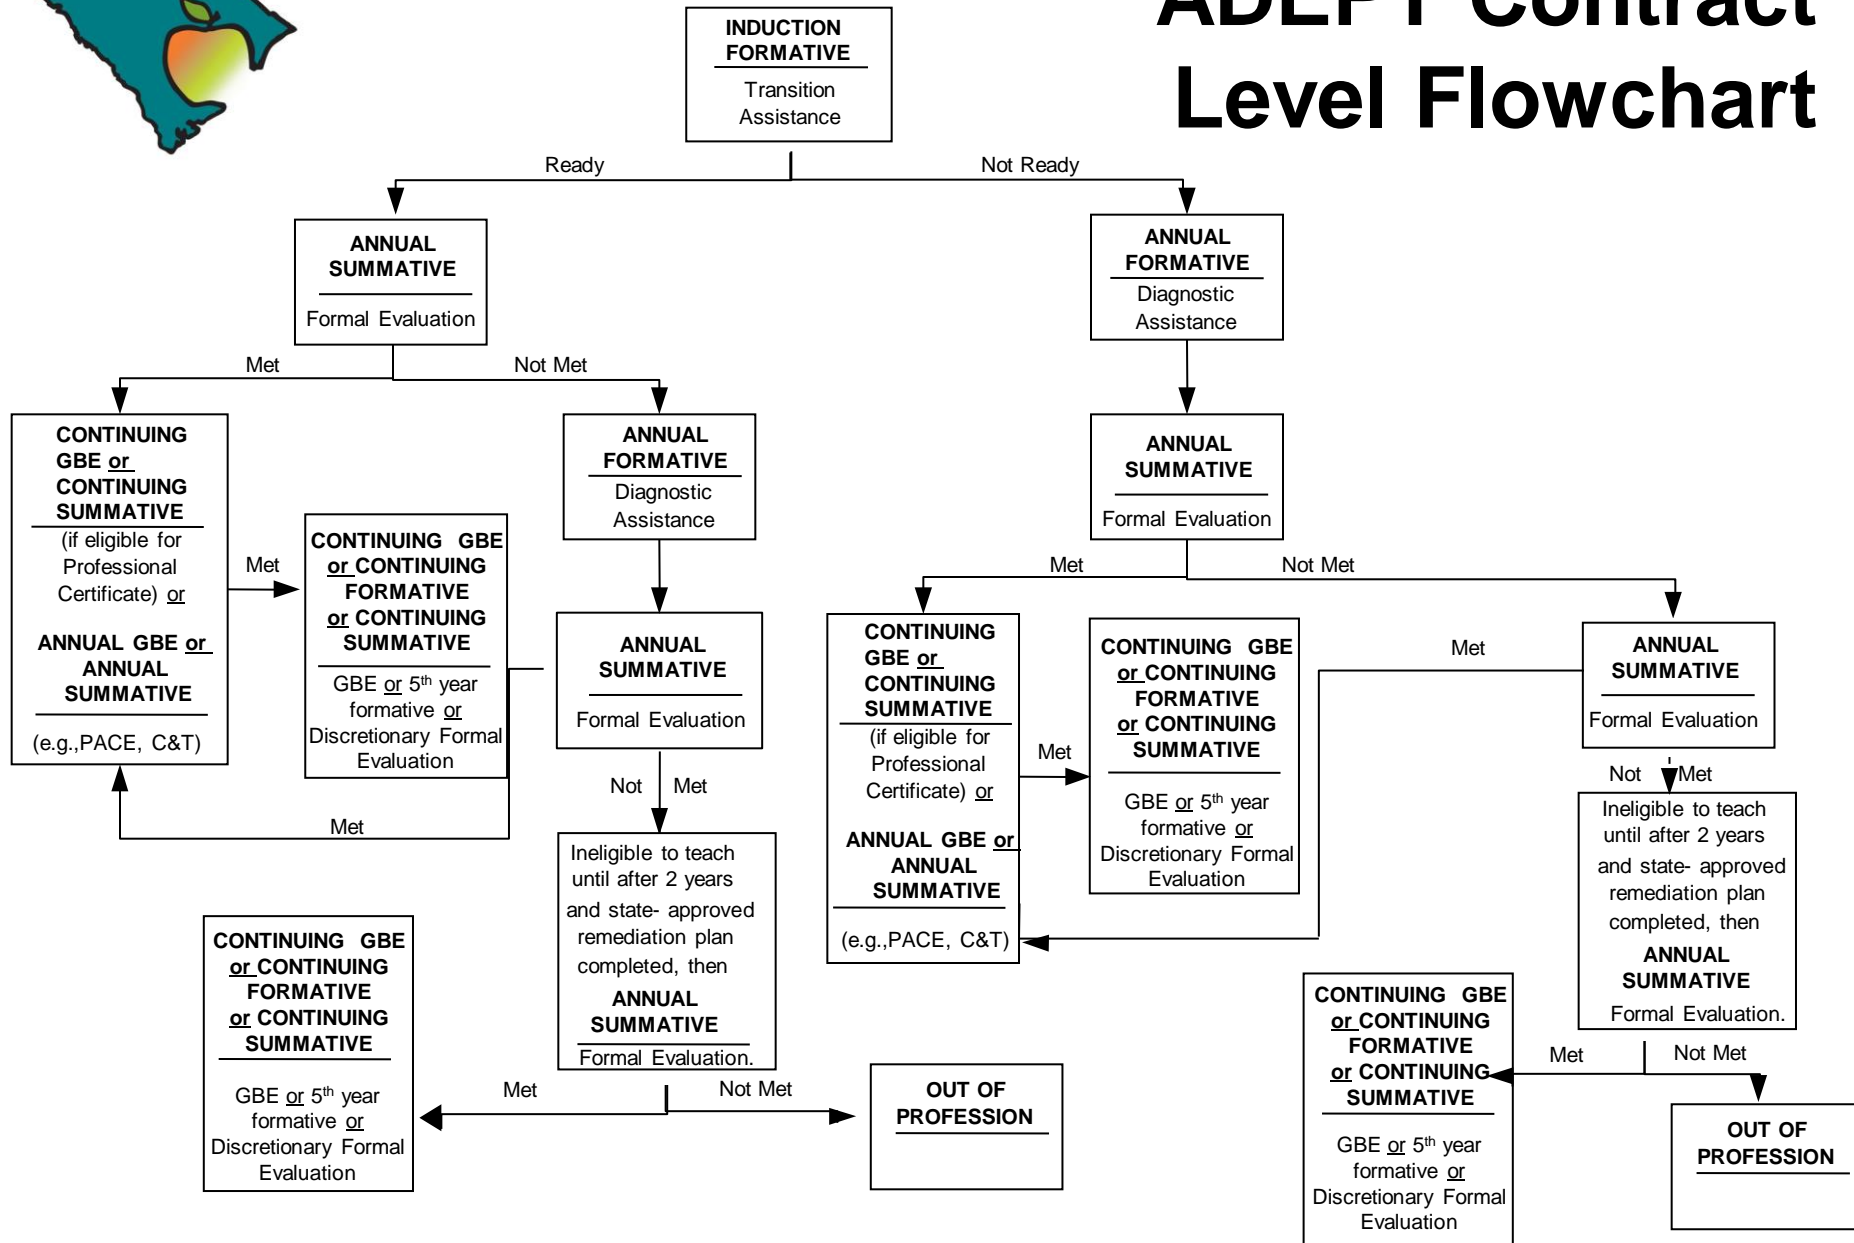 ADEPT Contract
Level Flowchart
INDUCTION
FORMATIVE
Transition
Assistance
Ready
Not Ready
ANNUAL
SUMMATIVE
Formal Evaluation
ANNUAL
FORMATIVE
Diagnostic
Assistance
Met
Not Met
CONTINUING
GBE or
CONTINUING
SUMMATIVE
(if eligible for
Professional
Certificate) or
ANNUAL GBE or
ANNUAL
SUMMATIVE
(e.g.,PACE, C&T)
Met
CONTINUING GBE
or CONTINUING
FORMATIVE
or CONTINUING
SUMMATIVE
GBE or 5th year
formative or
Discretionary Formal
Evaluation
ANNUAL
FORMATIVE
Diagnostic
Assistance
ANNUAL
SUMMATIVE
Formal Evaluation
Met
Not Met
Ineligible to teach
until after 2 years
and state- approved
remediation plan
completed, then
ANNUAL
SUMMATIVE
Formal Evaluation.
Met
Not Met
CONTINUING GBE
or CONTINUING
FORMATIVE
or CONTINUING
SUMMATIVE
GBE or 5th year
formative or
Discretionary Formal
Evaluation
OUT OF
PROFESSION
ANNUAL
SUMMATIVE
Formal Evaluation
Met
Not Met
CONTINUING
GBE or
CONTINUING
SUMMATIVE
(if eligible for
Professional
Certificate) or
ANNUAL GBE or
ANNUAL
SUMMATIVE
(e.g.,PACE, C&T)
Met
CONTINUING GBE
or CONTINUING
FORMATIVE
or CONTINUING
SUMMATIVE
GBE or 5th year
formative or
Discretionary Formal
Evaluation
Met
ANNUAL
SUMMATIVE
Formal Evaluation
Not Met
Ineligible to teach
until after 2 years
and state- approved
remediation plan
completed, then
ANNUAL
SUMMATIVE
Formal Evaluation.
Met
Not Met
CONTINUING GBE
or CONTINUING
FORMATIVE
or CONTINUING
SUMMATIVE
GBE or 5th year
formative or
Discretionary Formal
Evaluation
OUT OF
PROFESSION